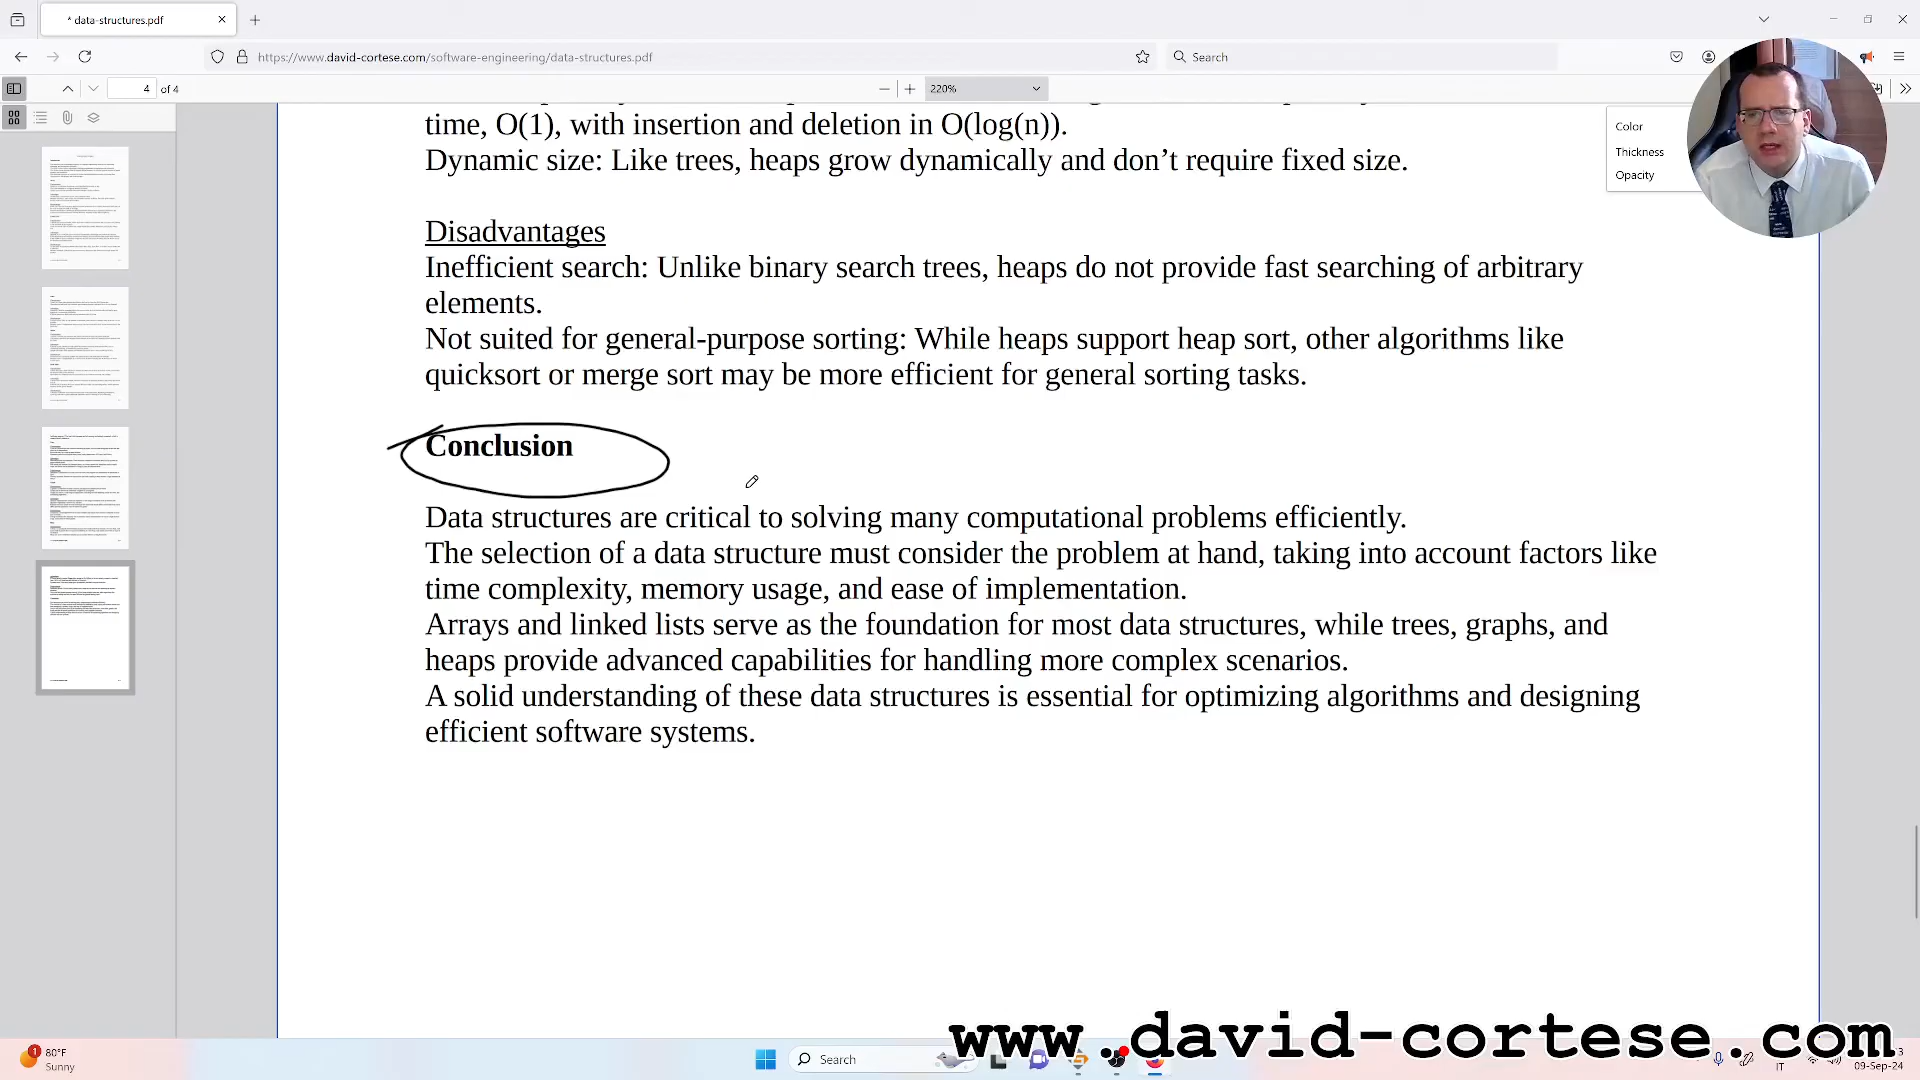 * data-structures.pdf
https://www.david-cortese.com/software-engineering/data-structures.pdf
Search
4 of 4
220%
Color
Thickness
Opacity
time, O(1), with insertion and deletion in O(log(n)).
Dynamic size: Like trees, heaps grow dynamically and don’t require fixed size.
Disadvantages
Inefficient search: Unlike binary search trees, heaps do not provide fast searching of arbitrary
elements.
Not suited for general-purpose sorting: While heaps support heap sort, other algorithms like
quicksort or merge sort may be more efficient for general sorting tasks.
Conclusion
Data structures are critical to solving many computational problems efficiently.
The selection of a data structure must consider the problem at hand, taking into account factors like
time complexity, memory usage, and ease of implementation.
Arrays and linked lists serve as the foundation for most data structures, while trees, graphs, and
heaps provide advanced capabilities for handling more complex scenarios.
A solid understanding of these data structures is essential for optimizing algorithms and designing
efficient software systems.
www.david-cortese.com
1
80°F
Sunny
Search
IT
09-Sep-24